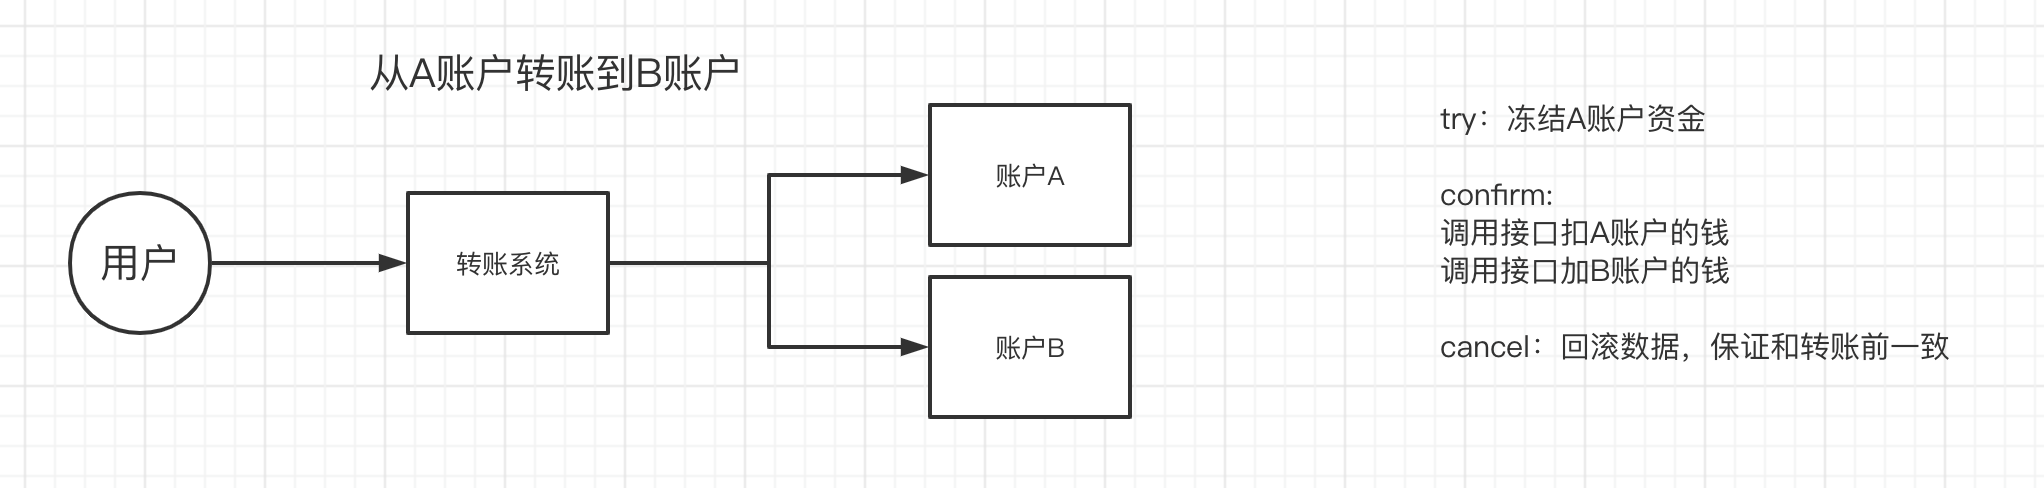 从A账户转账到B账户
用户
转账系统
账户A
账户B
try：冻结A账户资金
confirm:
调用接口扣A账户的钱
调用接口加B账户的钱
cancel：回滚数据，保证和转账前一致